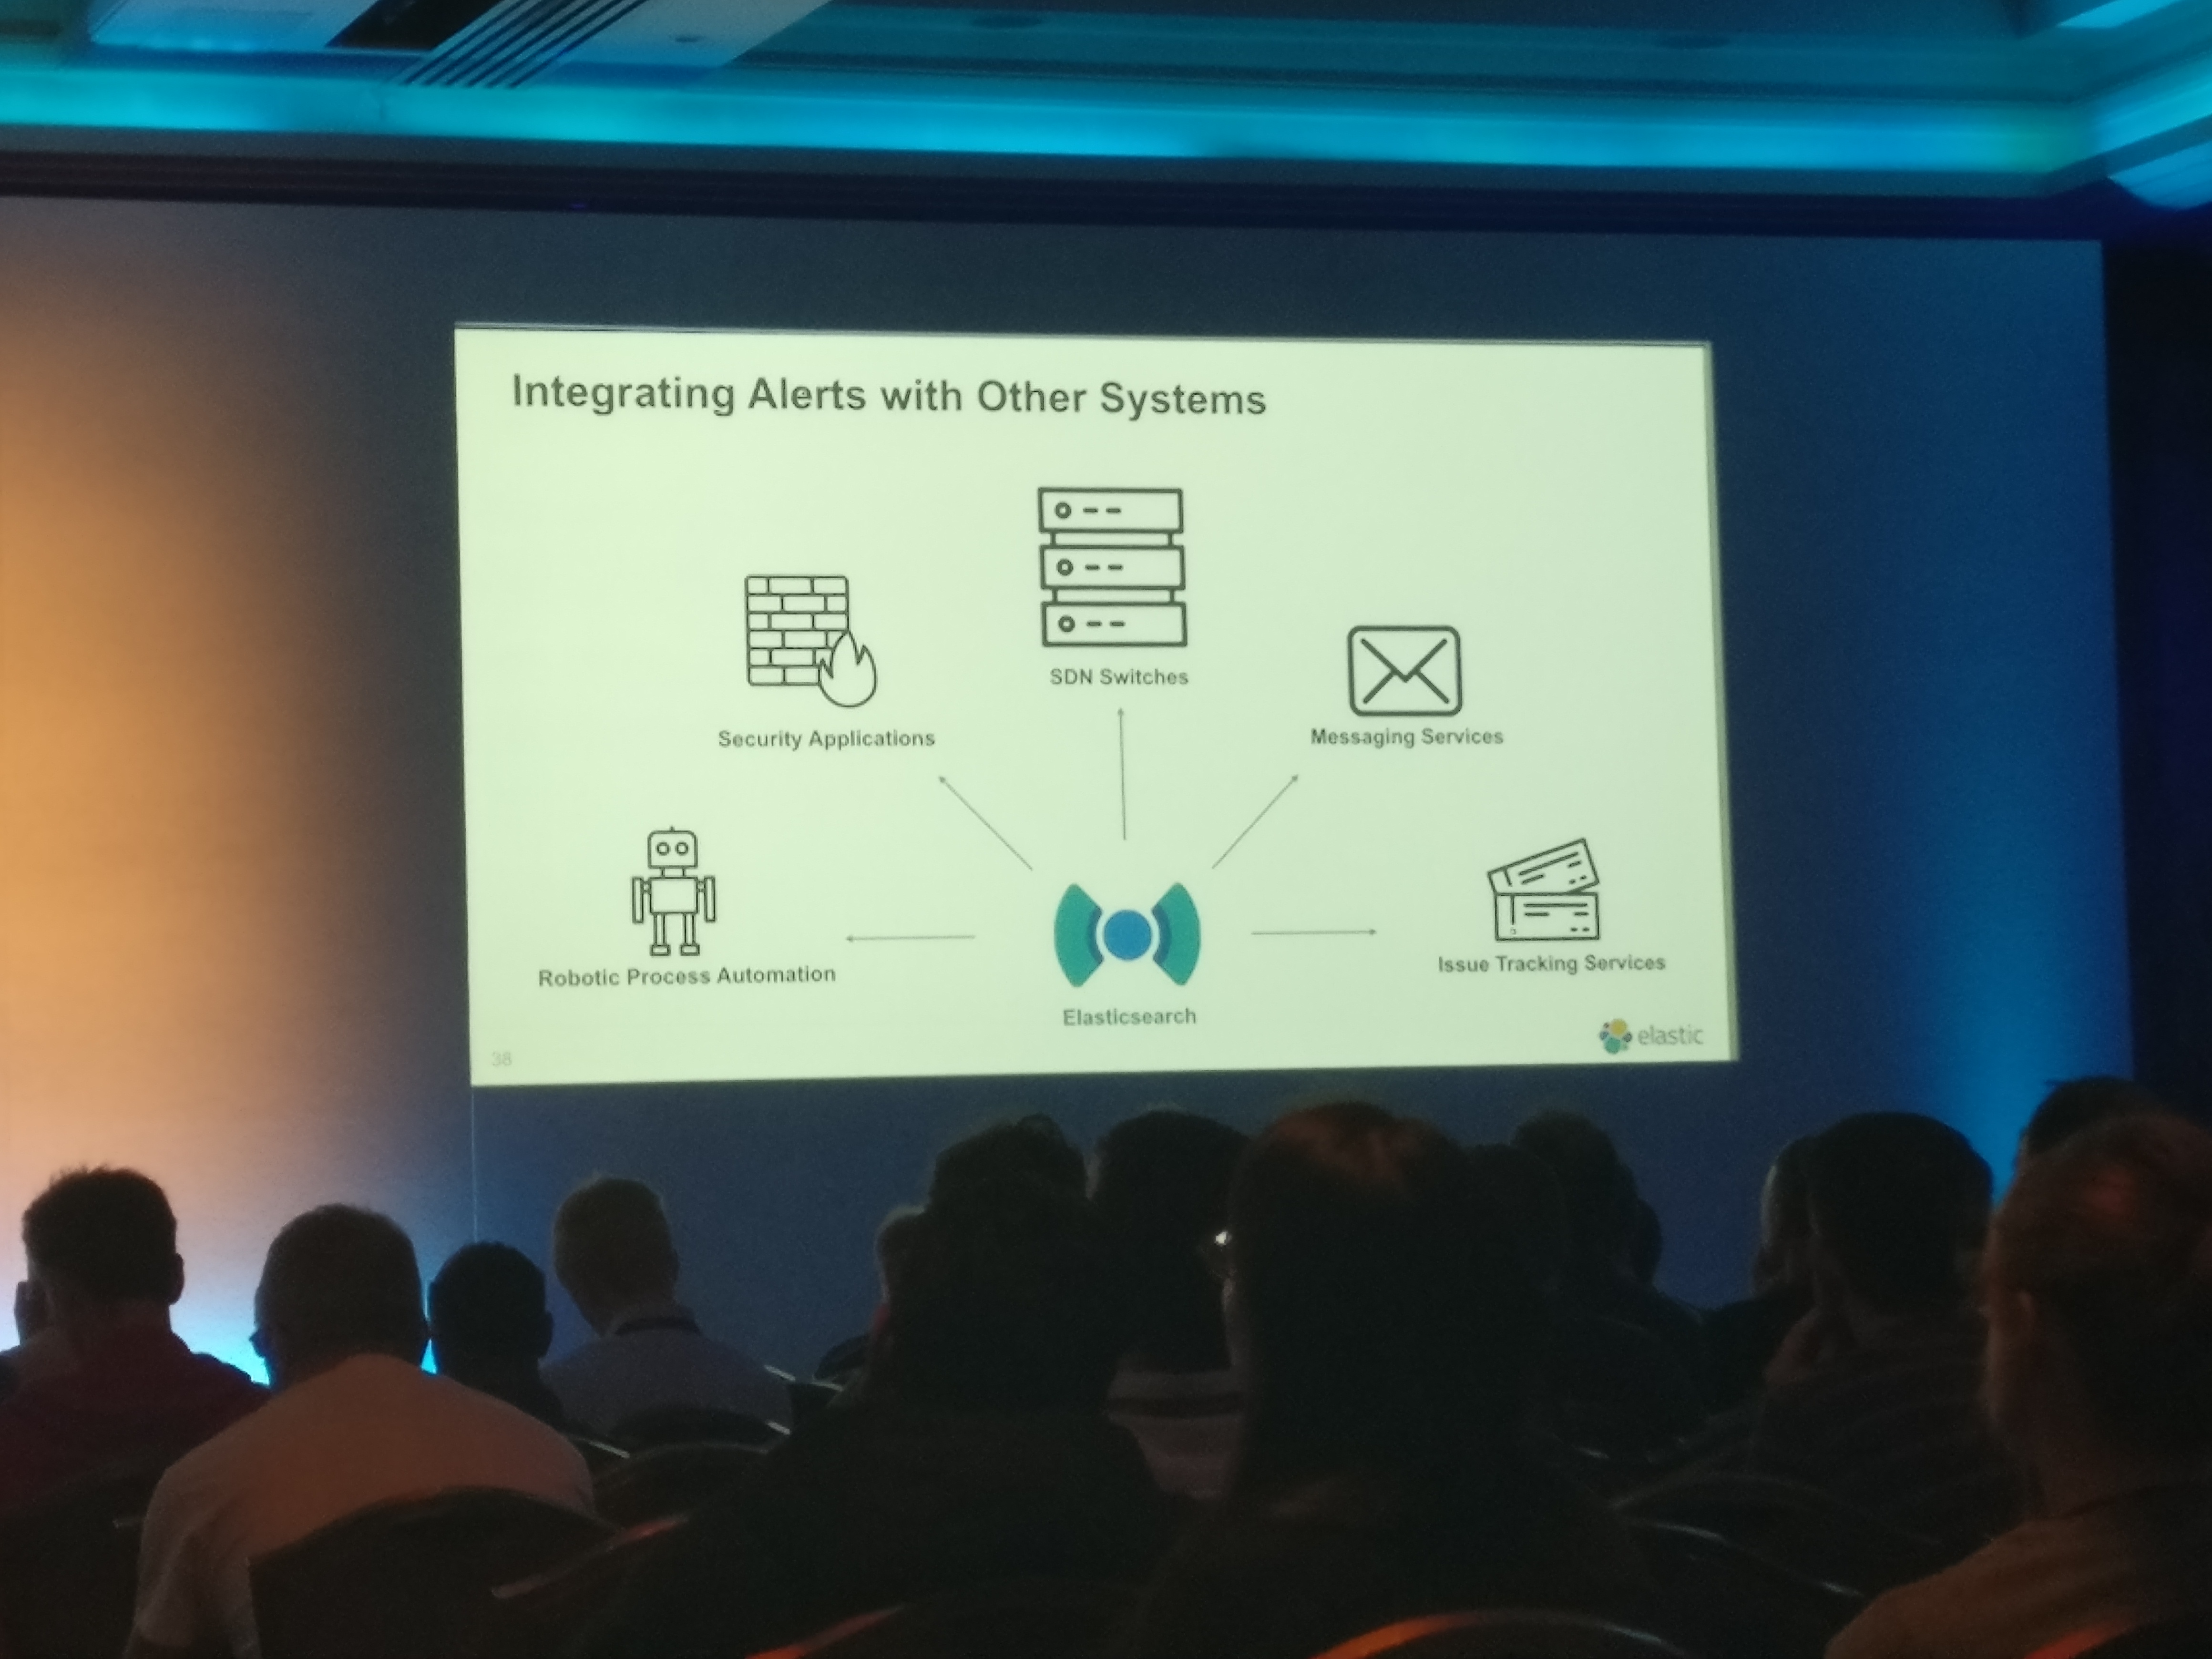 Integrating Alerts with Other Systems
SDN Switches
Security Applications
Messaging Services
Robotic Process Automation
Issue Tracking Services
Elasticsearch
38
elastic